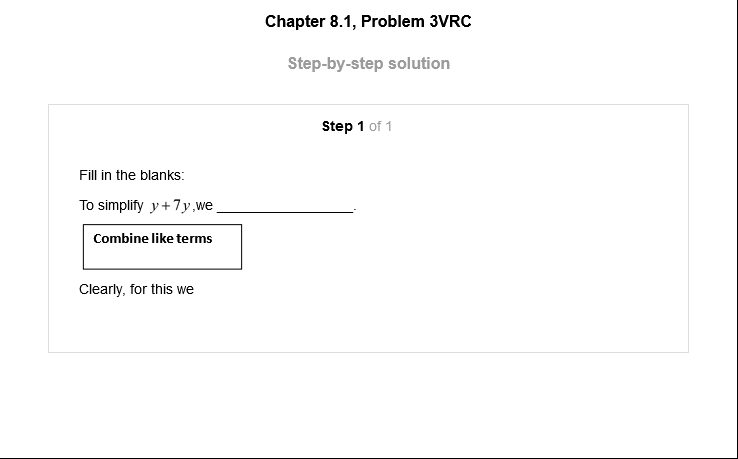 Chapter 8.1, Problem 3VRC
Step-by-step solution
Step 1 of 1
Fill in the blanks:
To simplify y+7y,we _________________.
Combine like terms
Clearly, for this we